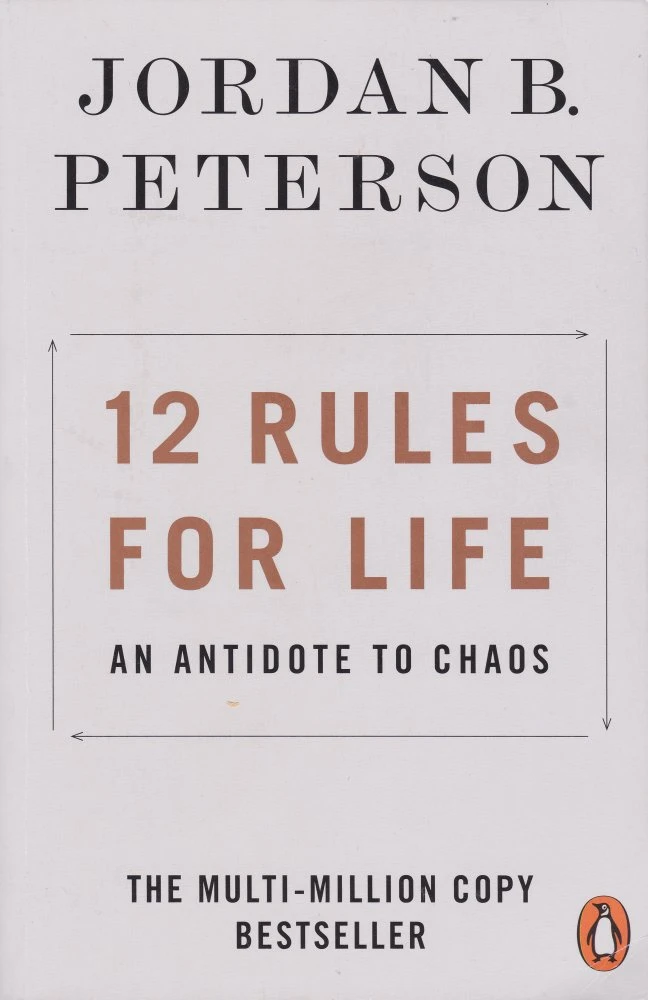 JORDAN B.
PETERSON
12 RULES
FOR LIFE
AN ANTIDOTE TO CHAOS
THE MULTI-MILLION COPY
BESTSELLER